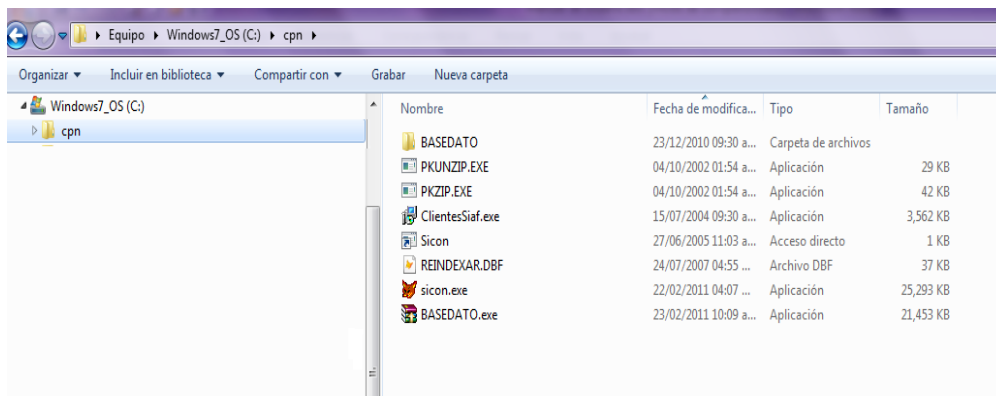 Equipo Windows7_OS (C:) cpn
Organizar Incluir en biblioteca Compartir con Grabar Nueva carpeta
Windows7_OS (C:)
cpn
Nombre Fecha de modifica... Tipo Tamaño
BASEDATO 23/12/2010 09:30 a... Carpeta de archivos
PKUNZIP.EXE 04/10/2002 01:54 a... Aplicación 29 KB
PKZIP.EXE 04/10/2002 01:54 a... Aplicación 42 KB
ClientesSiaf.exe 15/07/2004 09:30 a... Aplicación 3,562 KB
Sicon 27/06/2005 11:03 a... Acceso directo 1 KB
REINDEXAR.DBF 24/07/2007 04:55 ... Archivo DBF 37 KB
sicon.exe 22/02/2011 04:07 ... Aplicación 25,293 KB
BASEDATO.exe 23/02/2011 10:09 a... Aplicación 21,453 KB